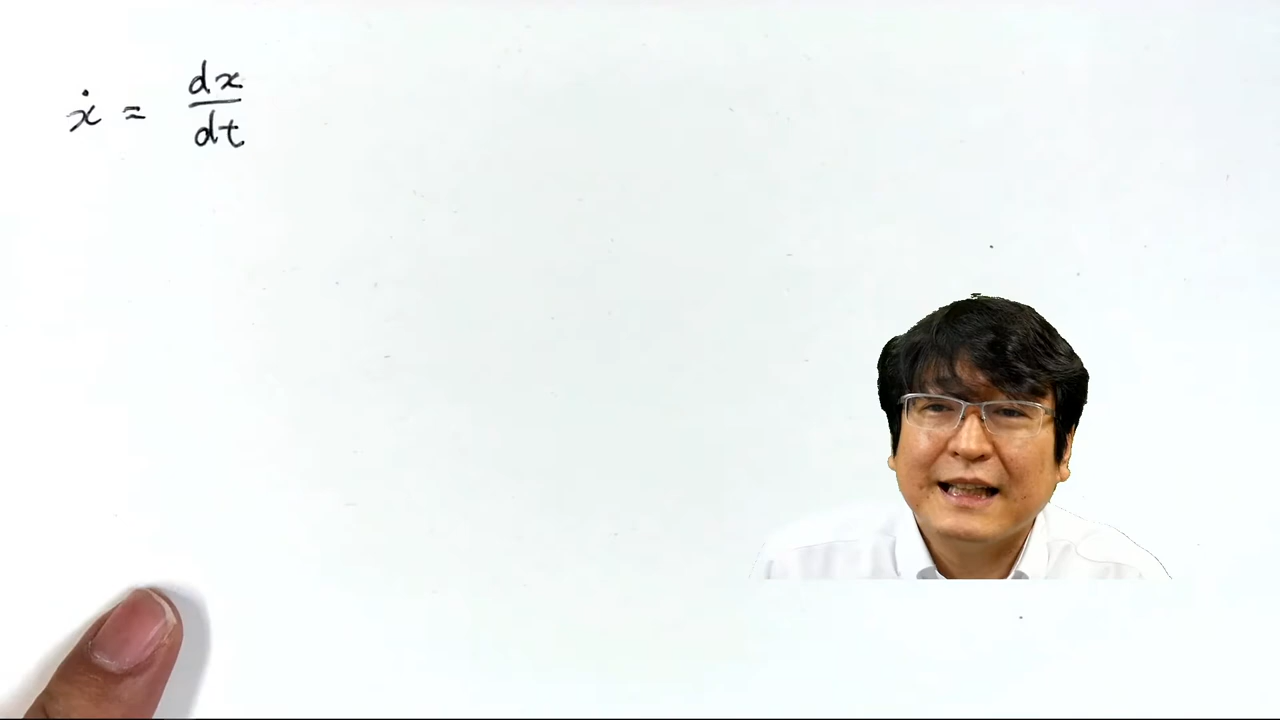 ẋ = dx/dt